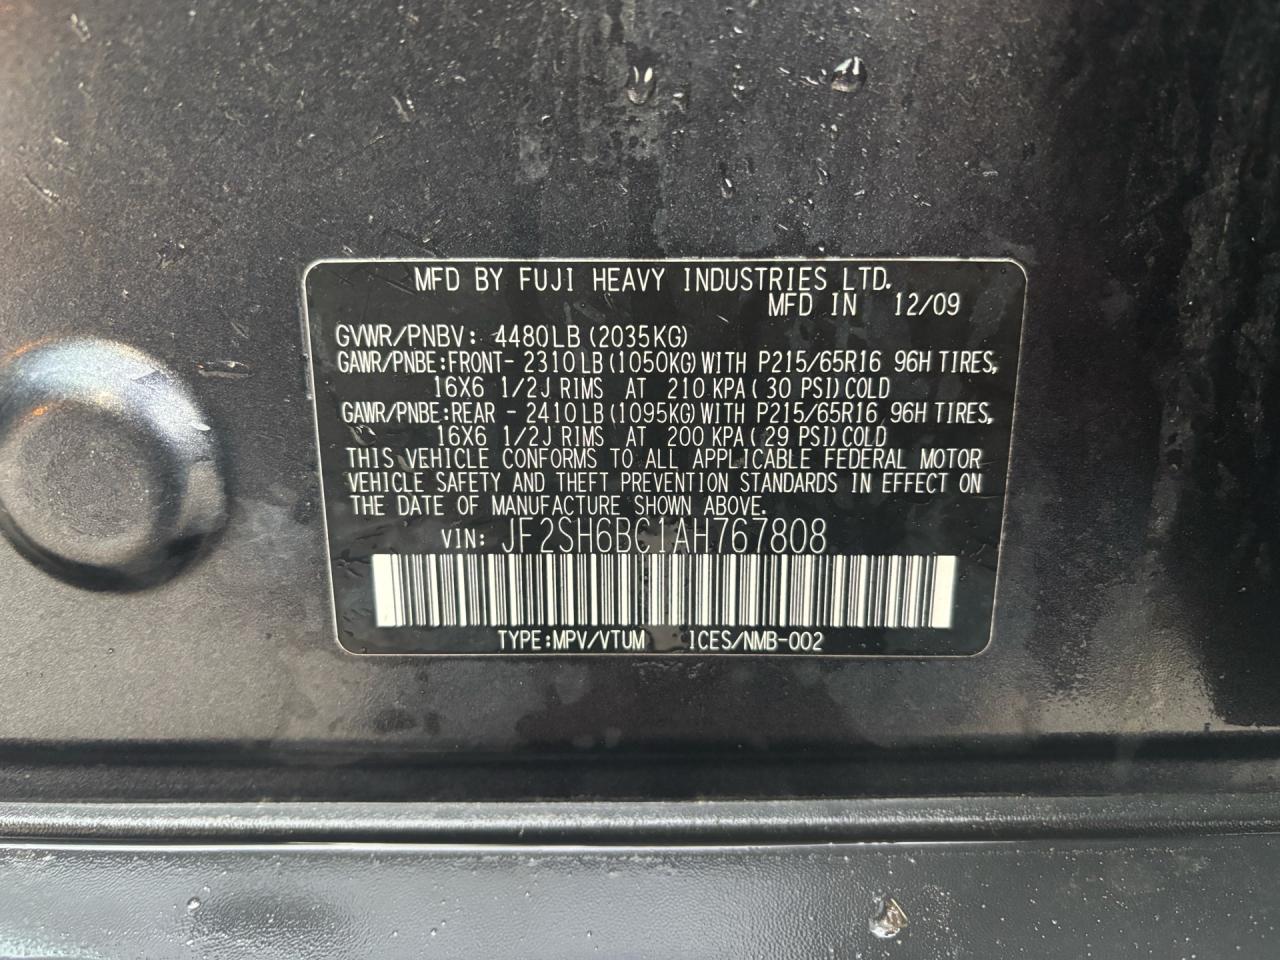 MFD BY FUJI HEAVY INDUSTRIES LTD.
MFD IN 12/09
GVWR/PNBV: 4480LB(2035KG)
GAWR/PNBE:FRONT- 2310LB(1050KG)WITH P215/65R16 96H TIRES,
16X6 1/2J RIMS AT 210 KPA(30 PSI)COLD
GAWR/PNBE:REAR - 2410LB(1095KG)WITH P215/65R16 96H TIRES,
16X6 1/2J RIMS AT 200 KPA(29 PSI)COLD
THIS VEHICLE CONFORMS TO ALL APPLICABLE FEDERAL MOTOR
VEHICLE SAFETY AND THEFT PREVENTION STANDARDS IN EFFECT ON
THE DATE OF MANUFACTURE SHOWN ABOVE.
VIN: JF2SH6BC1AH767808
TYPE:MPV/VTUM ICES/NMB-002